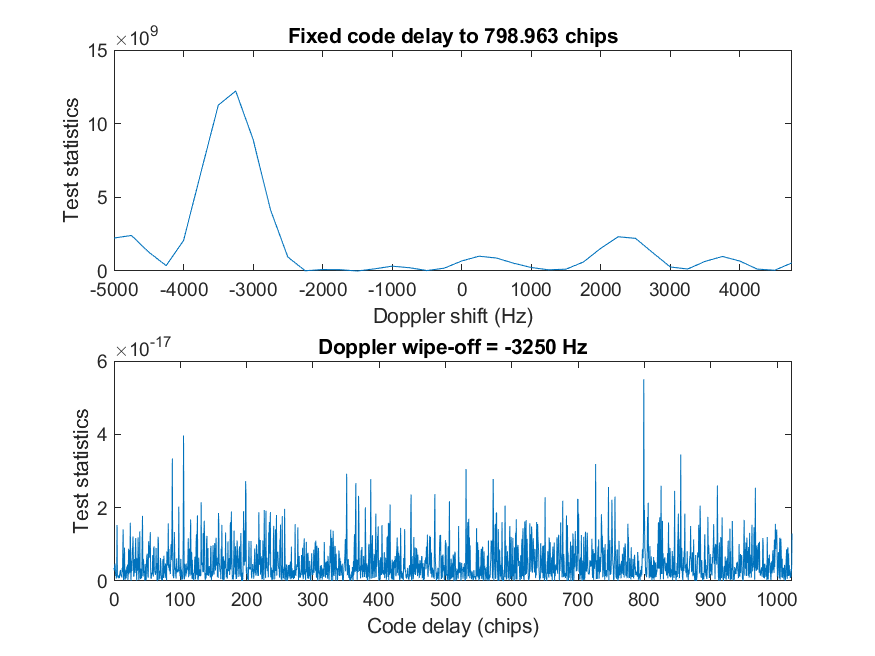 ×10^9
Fixed code delay to 798.963 chips
15
10
5
0
Test statistics
-5000 -4000 -3000 -2000 -1000 0 1000 2000 3000 4000
Doppler shift (Hz)
×10^-17
Doppler wipe-off = -3250 Hz
6
4
2
0
Test statistics
0 100 200 300 400 500 600 700 800 900 1000
Code delay (chips)